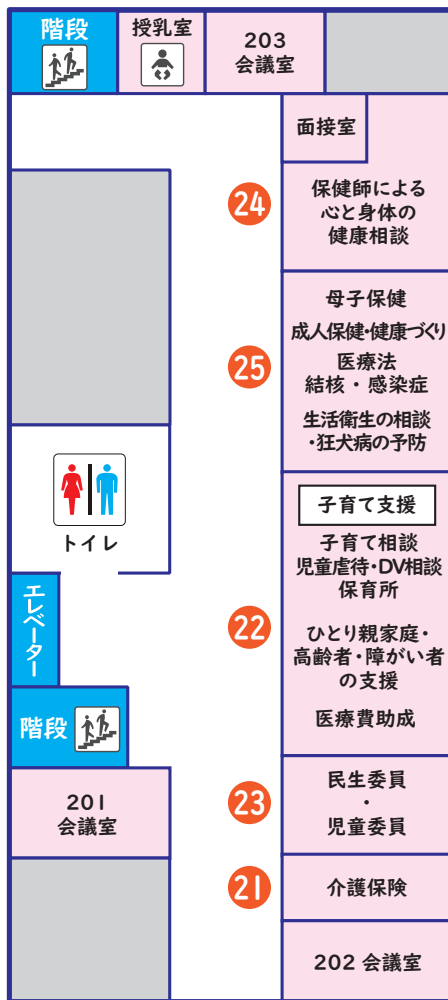 階段
授乳室
203
会議室
面接室
24
保健師による
心と身体の
健康相談
25
母子保健
成人保健・健康づくり
医療法
結核・感染症
生活衛生の相談
・狂犬病の予防
トイレ
子育て支援
22
子育て相談
児童虐待・DV相談
保育所
ひとり親家庭・
高齢者・障がい者
の支援
医療費助成
エレベーター
階段
201
会議室
23
民生委員
・
児童委員
21
介護保険
202 会議室